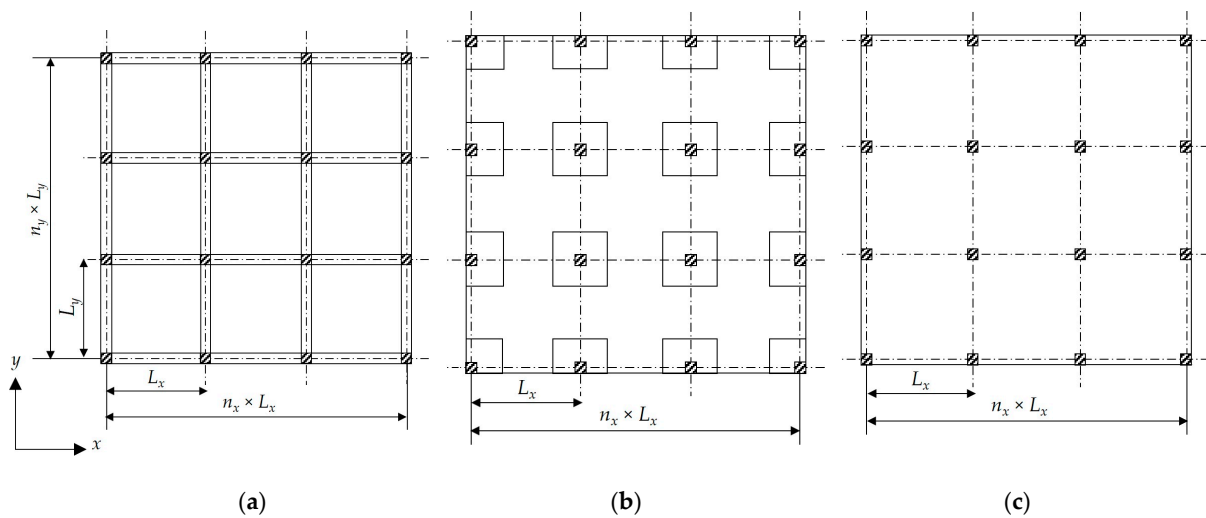 n_y × L_y
L_y
y
x
L_x
n_x × L_x
(a)
L_x
n_x × L_x
(b)
L_x
n_x × L_x
(c)